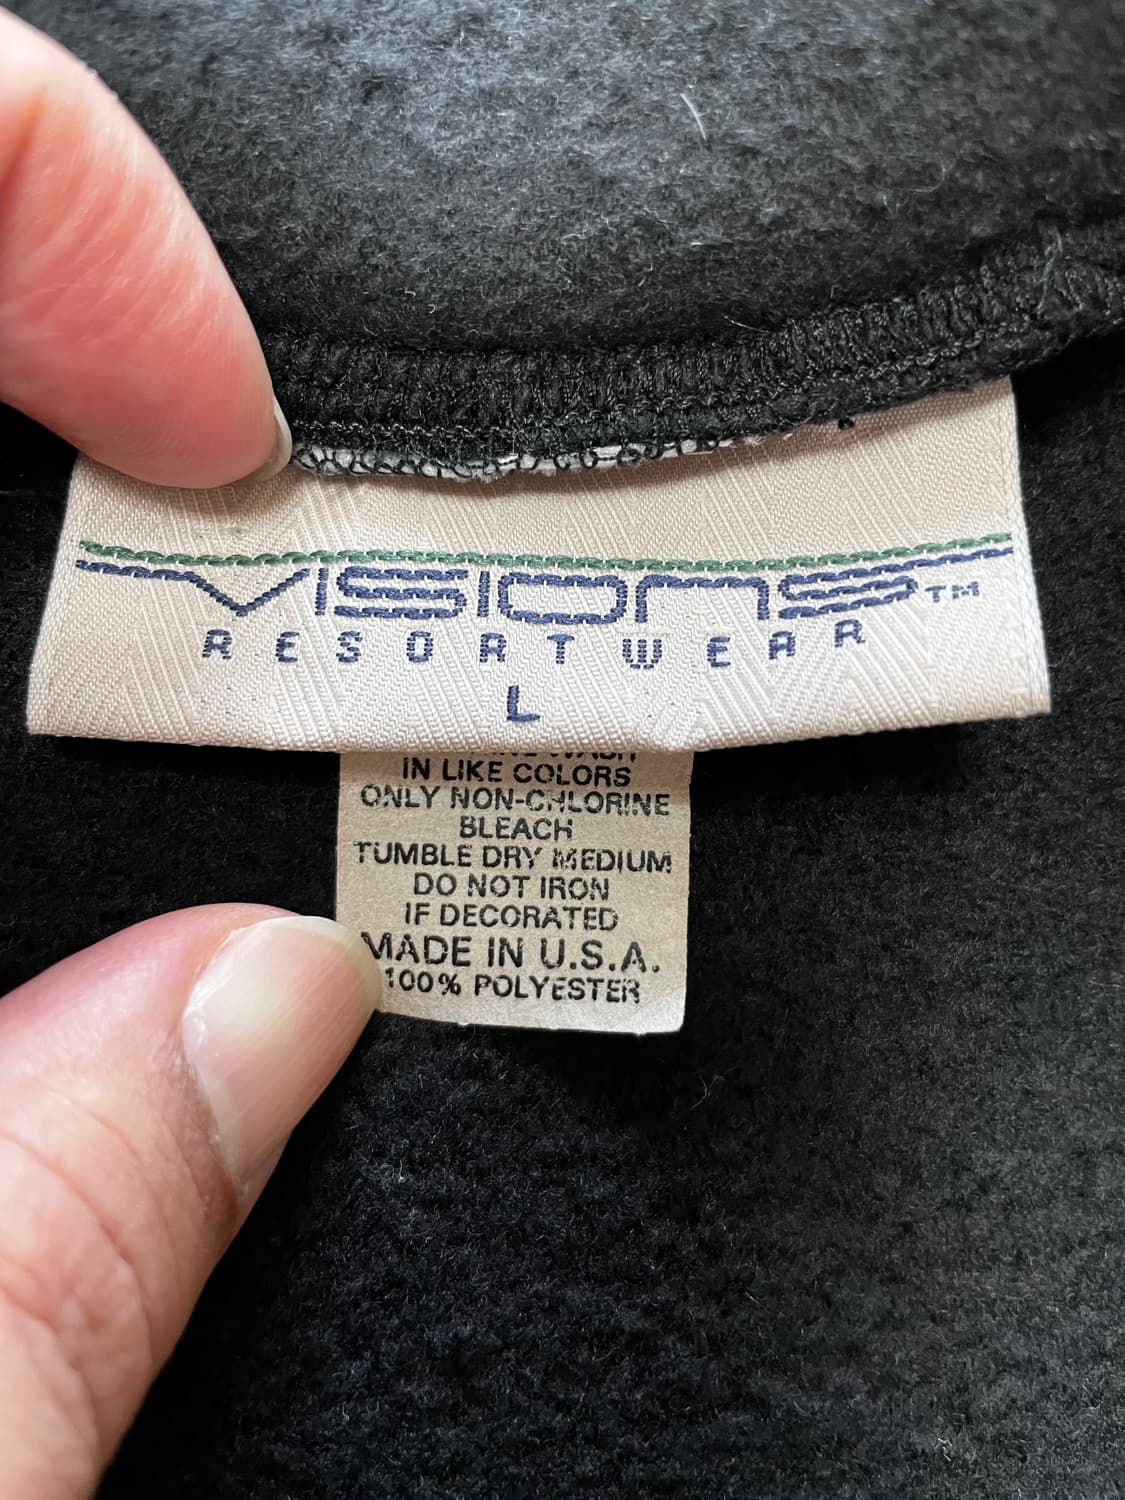 VISIONS™
RESORTWEAR
L
WASH
IN LIKE COLORS
ONLY NON-CHLORINE
BLEACH
TUMBLE DRY MEDIUM
DO NOT IRON
IF DECORATED
MADE IN U.S.A.
100% POLYESTER